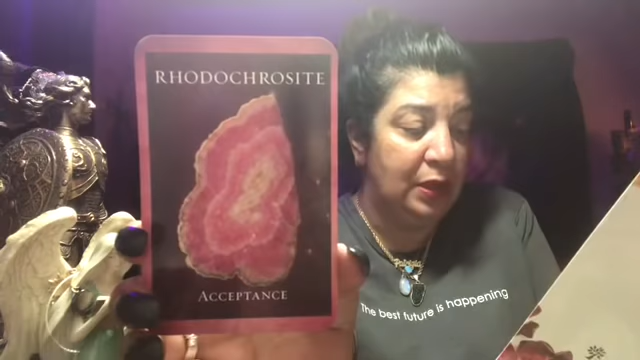 RHODOCHROSITE
ACCEPTANCE
The best future is happening